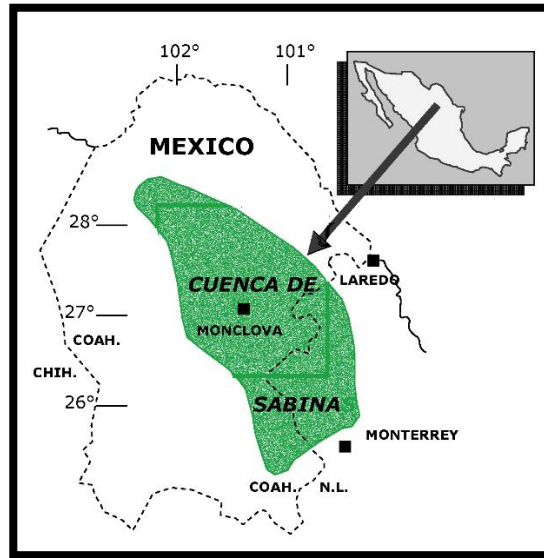 102° 101°
MEXICO
28°
CUENCA DE
LAREDO
27°
MONCLOVA
COAH.
CHIH.
26°
SABINA
MONTERREY
COAH. N.L.